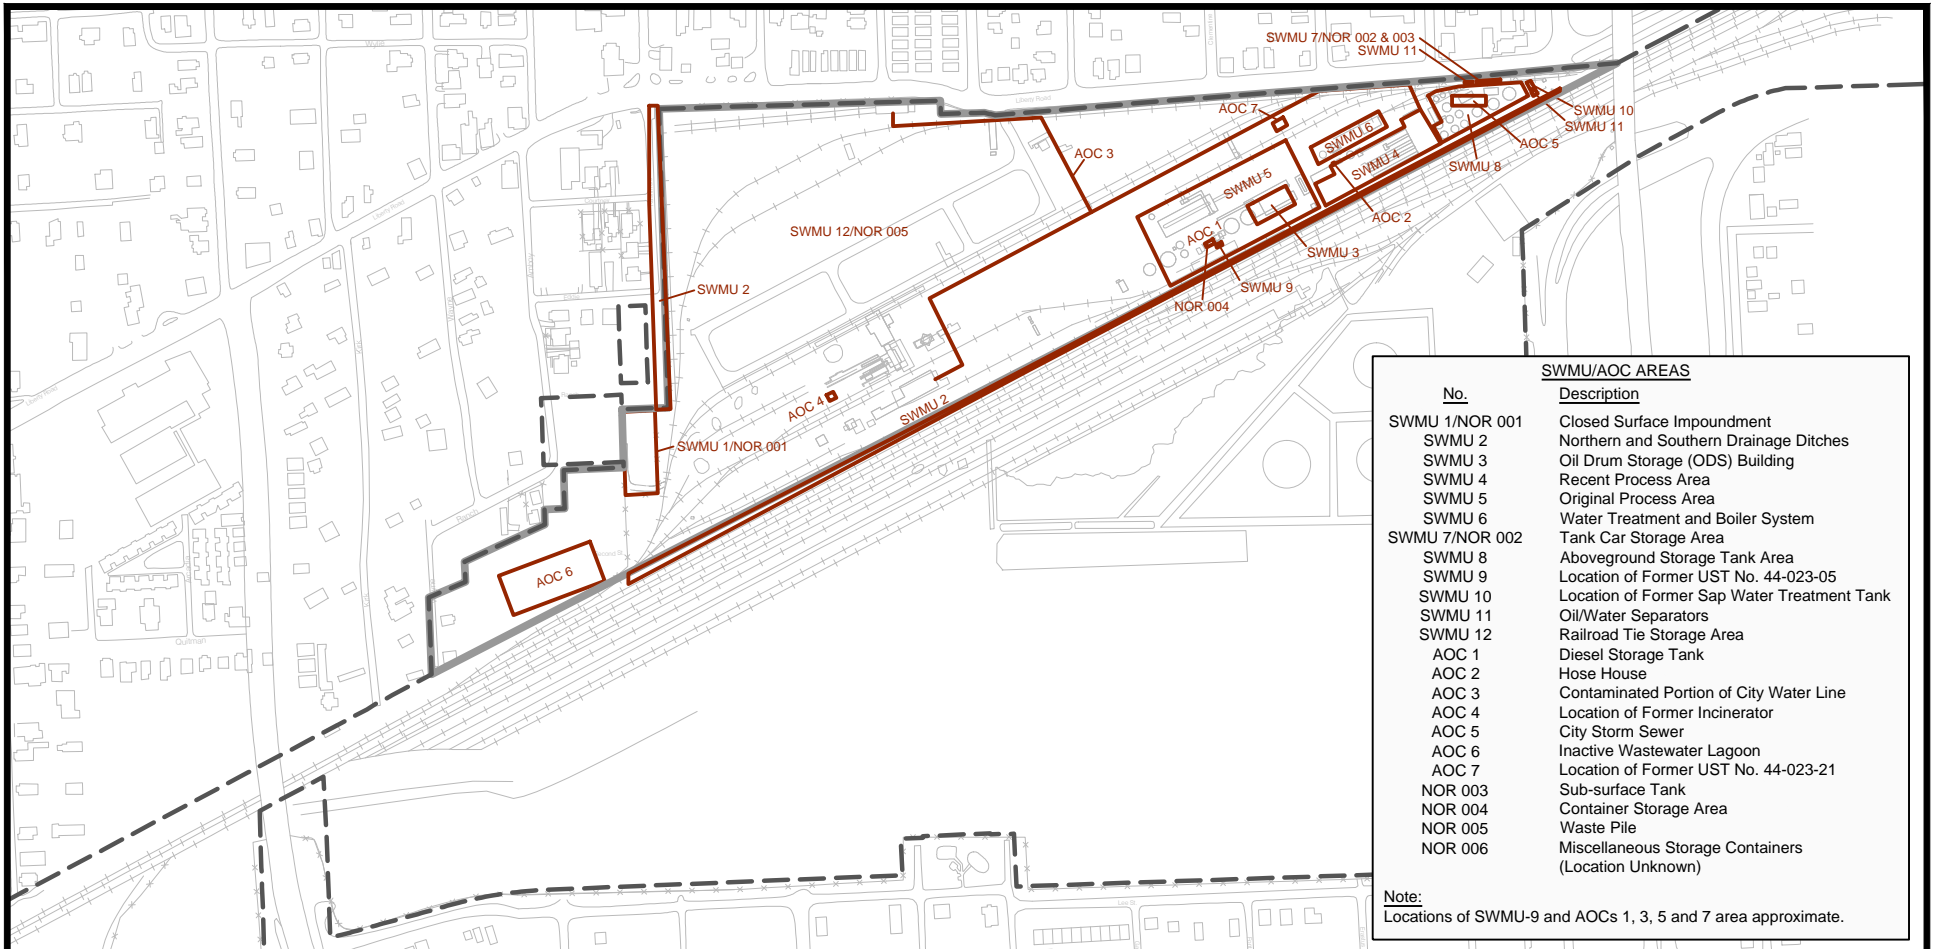 SWMU 7/NOR 002 & 003
SWMU 11
Wylie
Liberty Road
AOC 7
SWMU 10
SWMU 11
SWMU 6
AOC 5
AOC 3
SWMU 4
SWMU 8
SWMU 5
Liberty Road
AOC 2
SWMU 12/NOR 005
AOC 1
SWMU 3
SWMU 2
SWMU 9
NOR 004
Liberty Road
AOC 4
SWMU 2
SWMU 1/NOR 001
AOC 6
Quitman
SWMU/AOC AREAS
No. Description
SWMU 1/NOR 001 Closed Surface Impoundment
SWMU 2 Northern and Southern Drainage Ditches
SWMU 3 Oil Drum Storage (ODS) Building
SWMU 4 Recent Process Area
SWMU 5 Original Process Area
SWMU 6 Water Treatment and Boiler System
SWMU 7/NOR 002 Tank Car Storage Area
SWMU 8 Aboveground Storage Tank Area
SWMU 9 Location of Former UST No. 44-023-05
SWMU 10 Location of Former Sap Water Treatment Tank
SWMU 11 Oil/Water Separators
SWMU 12 Railroad Tie Storage Area
AOC 1 Diesel Storage Tank
AOC 2 Hose House
AOC 3 Contaminated Portion of City Water Line
AOC 4 Location of Former Incinerator
AOC 5 City Storm Sewer
AOC 6 Inactive Wastewater Lagoon
AOC 7 Location of Former UST No. 44-023-21
NOR 003 Sub-surface Tank
NOR 004 Container Storage Area
NOR 005 Waste Pile
NOR 006 Miscellaneous Storage Containers
(Location Unknown)
Note:
Locations of SWMU-9 and AOCs 1, 3, 5 and 7 area approximate.